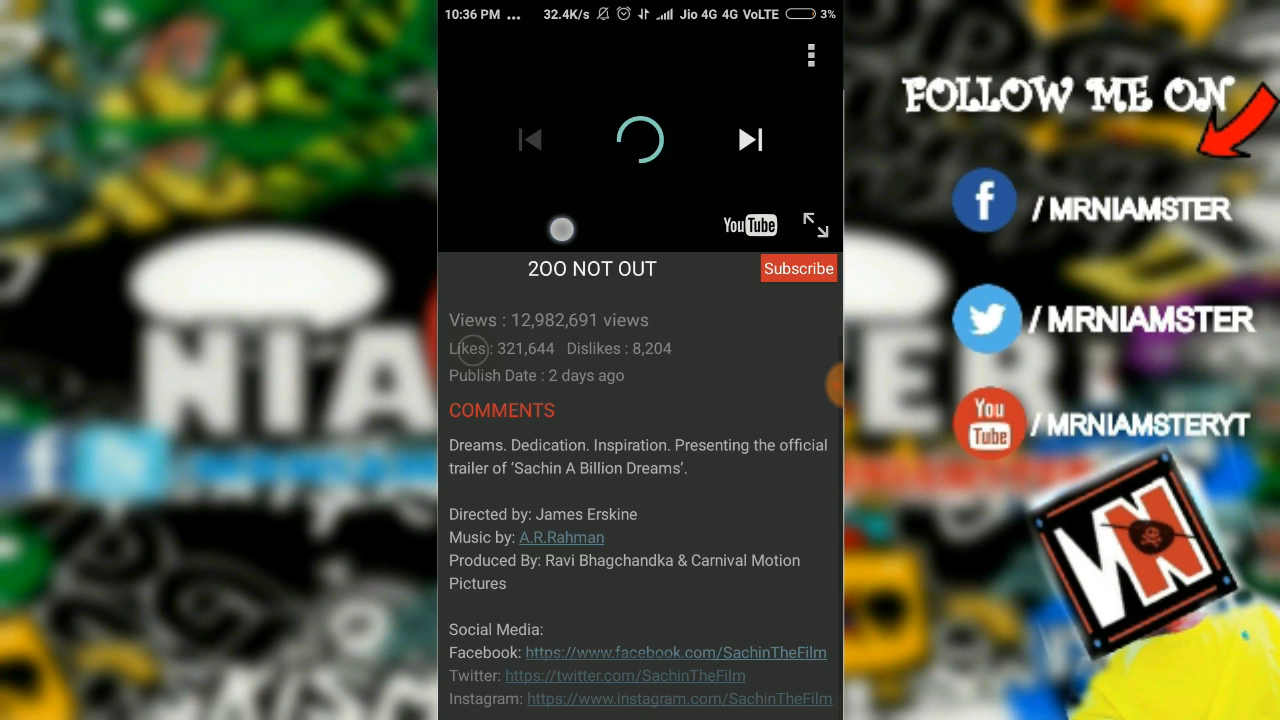 10:36 PM ... 32.4K/s Jio 4G 4G VoLTE 3%
YouTube
2OO NOT OUT
Subscribe
Views : 12,982,691 views
Likes : 321,644 Dislikes : 8,204
Publish Date : 2 days ago
COMMENTS
Dreams. Dedication. Inspiration. Presenting the official
trailer of ‘Sachin A Billion Dreams’.
Directed by: James Erskine
Music by: A.R.Rahman
Produced By: Ravi Bhagchandka & Carnival Motion
Pictures
Social Media:
Facebook: https://www.facebook.com/SachinTheFilm
Twitter: https://twitter.com/SachinTheFilm
Instagram: https://www.instagram.com/SachinTheFilm
FOLLOW ME ON
f / MRNIAMSTER
/ MRNIAMSTER
You Tube / MRNIAMSTERYT
N
NIA
ER
f